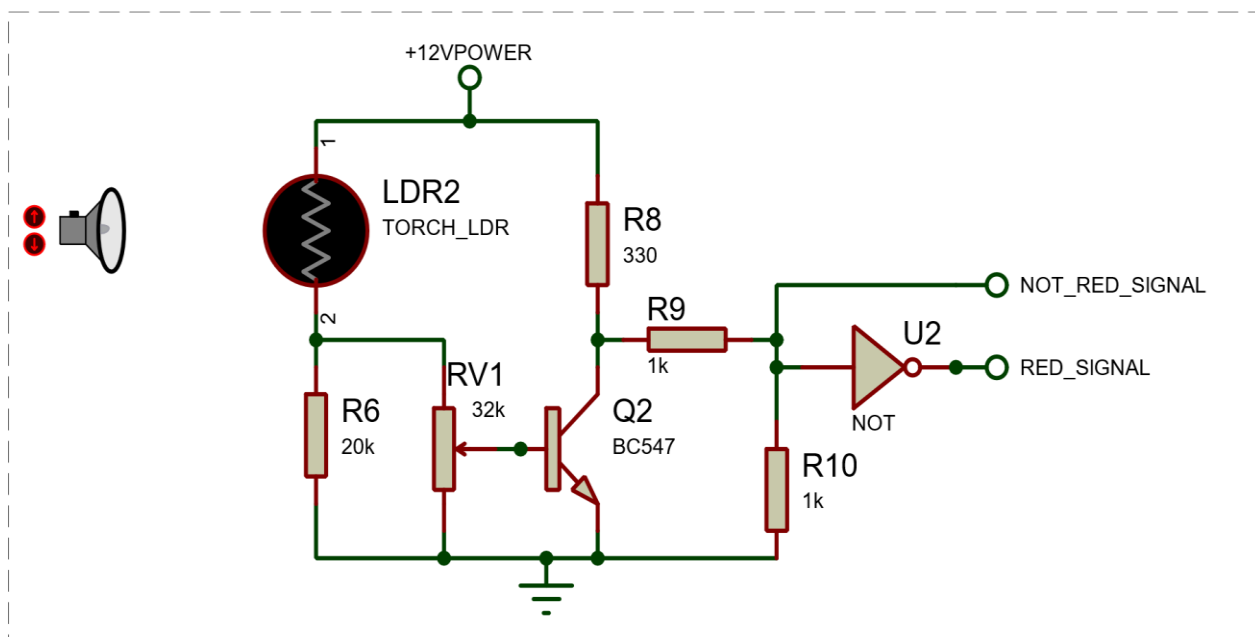 +12VPOWER
1
LDR2
TORCH_LDR
2
R8
330
R9
1k
NOT_RED_SIGNAL
U2
NOT
RED_SIGNAL
R6
20k
RV1
32k
Q2
BC547
R10
1k